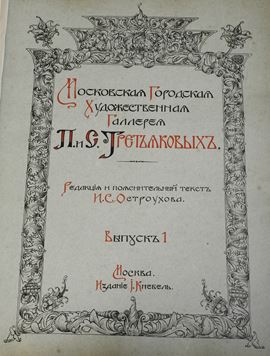 Московская Городская
Художественная
Галлерея
П. и С. Третьяковыхъ.
Редакція и пояснительный текстъ
И.С. Остроухова.
Выпускъ 1
Москва.
Изданіе І. Кнебель.